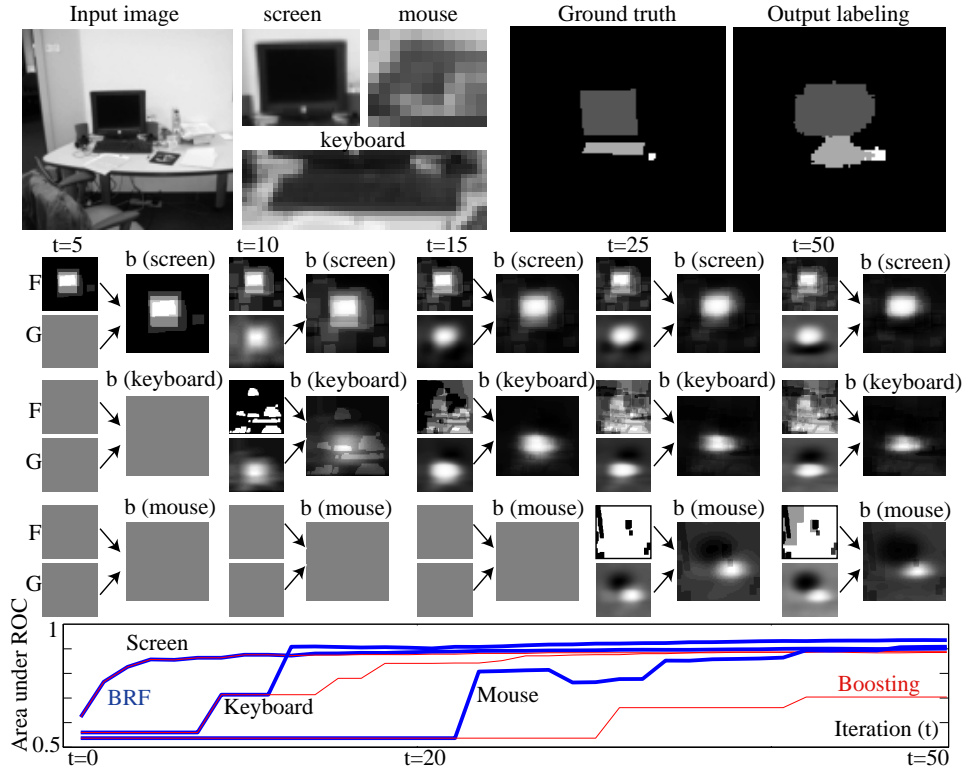 Input image
screen
mouse
Ground truth
Output labeling
keyboard
t=5
t=10
t=15
t=25
t=50
b (screen)
b (screen)
b (screen)
b (screen)
b (screen)
F
G
b (keyboard)
b (keyboard)
b (keyboard)
b (keyboard)
b (keyboard)
F
G
b (mouse)
b (mouse)
b (mouse)
b (mouse)
b (mouse)
F
G
Area under ROC
1
0.5
Screen
BRF
Keyboard
Mouse
Boosting
Iteration (t)
t=0
t=20
t=50